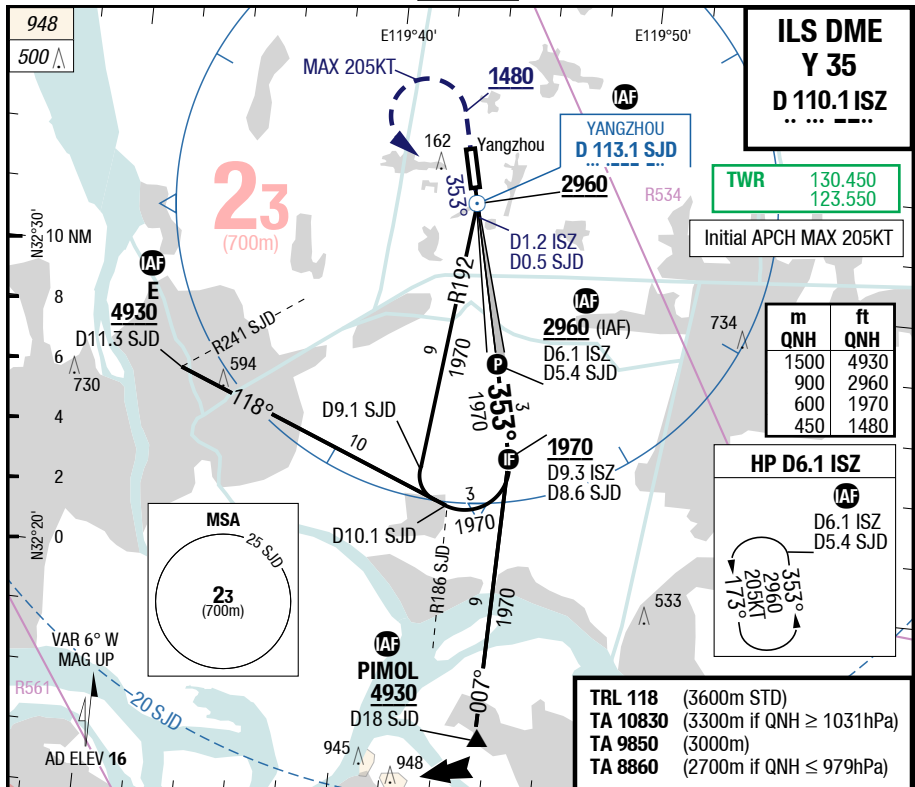 948
500
E119°40'
E119°50'
ILS DME
Y 35
D 110.1 ISZ
MAX 205KT
1480
IAF
YANGZHOU
D 113.1 SJD
162
Yangzhou
2960
R534
TWR 130.450
123.550
Initial APCH MAX 205KT
23
(700m)
353°
D1.2 ISZ
D0.5 SJD
N32°30'
10 NM
8
6
4
2
0
N32°20'
IAF
E
4930
D11.3 SJD
R241 SJD
R192
9
1970
IAF
2960 (IAF)
D6.1 ISZ
D5.4 SJD
P
734
m ft
QNH QNH
1500 4930
900 2960
600 1970
450 1480
730
594
118°
10
D9.1 SJD
353°
3
1970
IF
1970
D9.3 ISZ
D8.6 SJD
3
1970
D10.1 SJD
R186 SJD
HP D6.1 ISZ
IAF
D6.1 ISZ
D5.4 SJD
353°
2960
205KT
173°
MSA
25 SJD
23
(700m)
533
9
1970
007°
VAR 6° W
MAG UP
R561
20 SJD
AD ELEV 16
IAF
PIMOL
4930
D18 SJD
945
948
TRL 118 (3600m STD)
TA 10830 (3300m if QNH ≥ 1031hPa)
TA 9850 (3000m)
TA 8860 (2700m if QNH ≤ 979hPa)